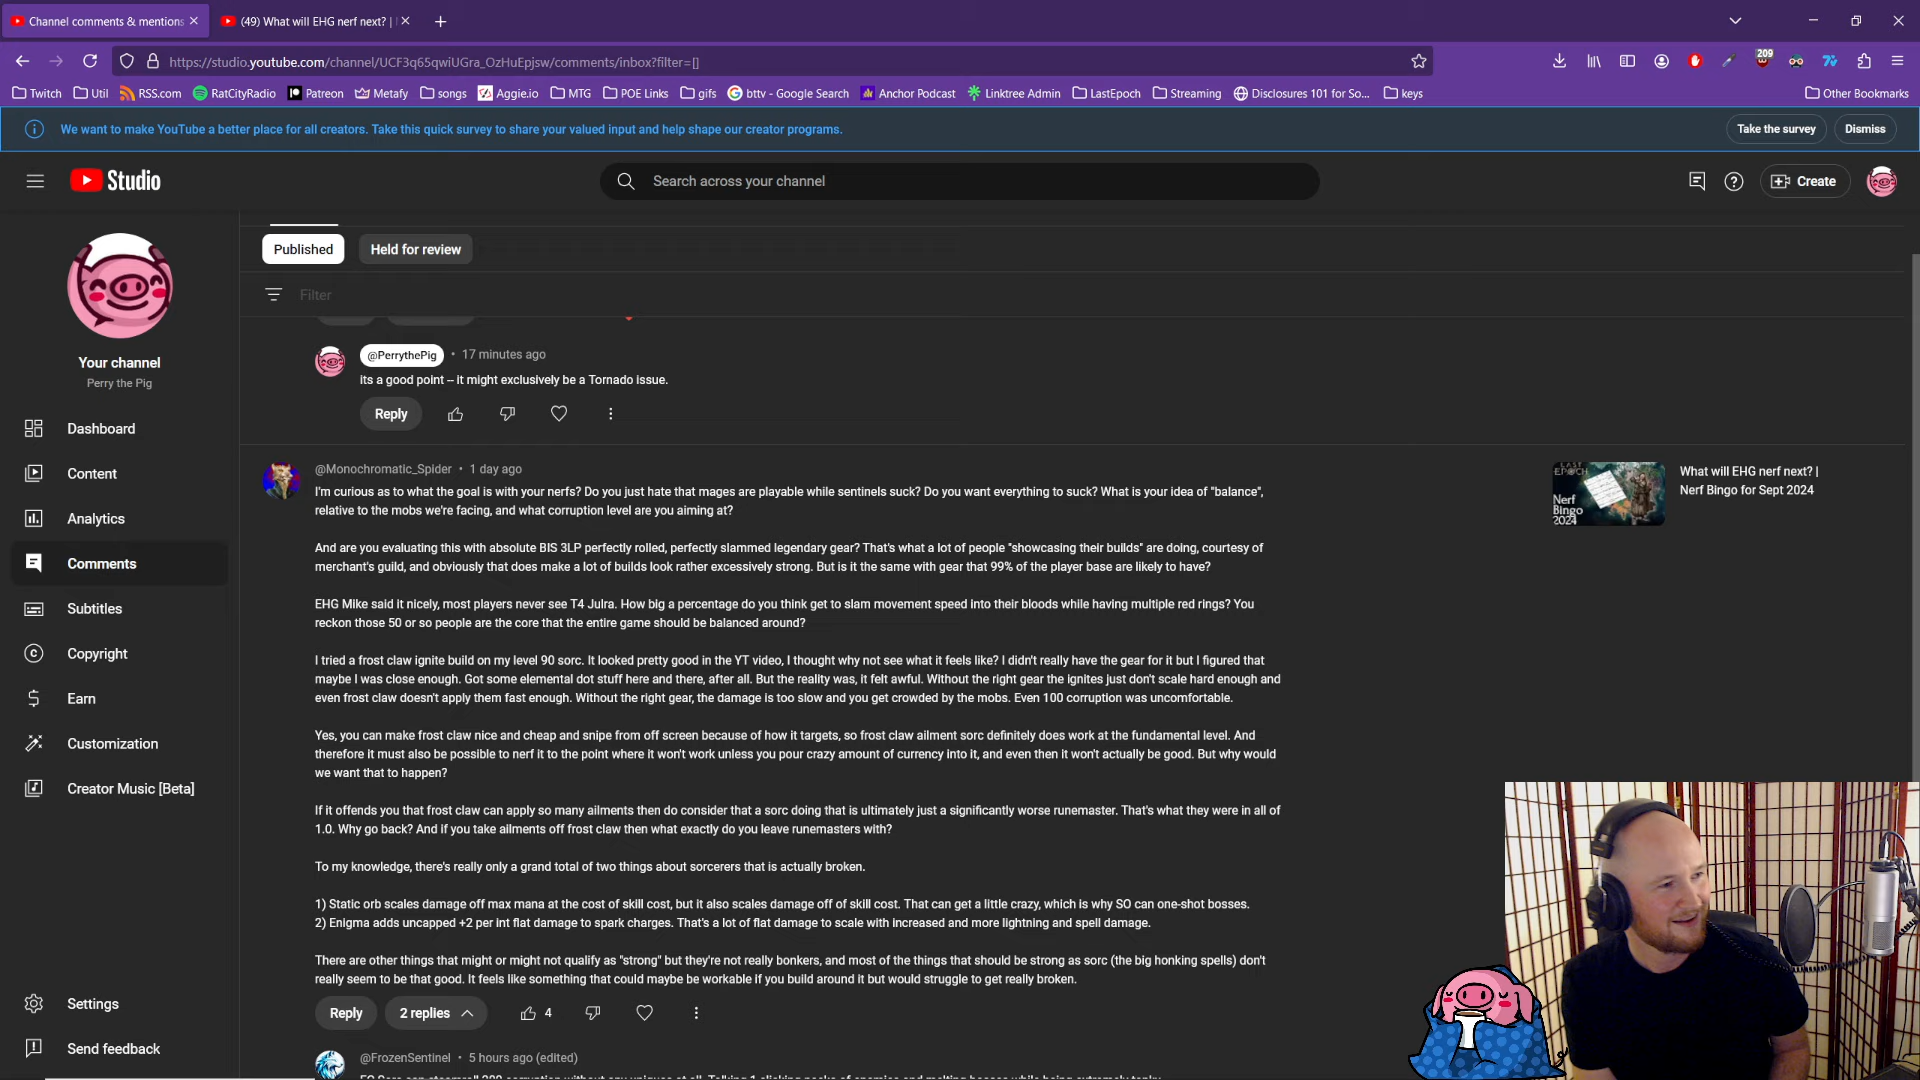 Channel comments & mentions
(49) What will EHG nerf next? |
https://studio.youtube.com/channel/UCF3q65qwiUGra_OzHuEpjsw/comments/inbox?filter=[]
209
Twitch
Util
RSS.com
RatCityRadio
Patreon
Metafy
songs
Aggie.io
MTG
POE Links
gifs
bttv - Google Search
Anchor Podcast
Linktree Admin
LastEpoch
Streaming
Disclosures 101 for So...
keys
Other Bookmarks
We want to make YouTube a better place for all creators. Take this quick survey to share your valued input and help shape our creator programs.
Take the survey
Dismiss
Studio
Search across your channel
Create
Published
Held for review
Filter
Your channel
Perry the Pig
Dashboard
Content
Analytics
Comments
Subtitles
Copyright
Earn
Customization
Creator Music [Beta]
Settings
Send feedback
@PerrythePig • 17 minutes ago
its a good point -- it might exclusively be a Tornado issue.
Reply
@Monochromatic_Spider • 1 day ago
I'm curious as to what the goal is with your nerfs? Do you just hate that mages are playable while sentinels suck? Do you want everything to suck? What is your idea of "balance",
relative to the mobs we're facing, and what corruption level are you aiming at?
And are you evaluating this with absolute BIS 3LP perfectly rolled, perfectly slammed legendary gear? That's what a lot of people "showcasing their builds" are doing, courtesy of
merchant's guild, and obviously that does make a lot of builds look rather excessively strong. But is it the same with gear that 99% of the player base are likely to have?
EHG Mike said it nicely, most players never see T4 Julra. How big a percentage do you think get to slam movement speed into their bloods while having multiple red rings? You
reckon those 50 or so people are the core that the entire game should be balanced around?
I tried a frost claw ignite build on my level 90 sorc. It looked pretty good in the YT video, I thought why not see what it feels like? I didn't really have the gear for it but I figured that
maybe I was close enough. Got some elemental dot stuff here and there, after all. But the reality was, it felt awful. Without the right gear the ignites just don't scale hard enough and
even frost claw doesn't apply them fast enough. Without the right gear, the damage is too slow and you get crowded by the mobs. Even 100 corruption was uncomfortable.
Yes, you can make frost claw nice and cheap and snipe from off screen because of how it targets, so frost claw ailment sorc definitely does work at the fundamental level. And
therefore it must also be possible to nerf it to the point where it won't work unless you pour crazy amount of currency into it, and even then it won't actually be good. But why would
we want that to happen?
If it offends you that frost claw can apply so many ailments then do consider that a sorc doing that is ultimately just a significantly worse runemaster. That's what they were in all of
1.0. Why go back? And if you take ailments off frost claw then what exactly do you leave runemasters with?
To my knowledge, there's really only a grand total of two things about sorcerers that is actually broken.
1) Static orb scales damage off max mana at the cost of skill cost, but it also scales damage off of skill cost. That can get a little crazy, which is why SO can one-shot bosses.
2) Enigma adds uncapped +2 per int flat damage to spark charges. That's a lot of flat damage to scale with increased and more lightning and spell damage.
There are other things that might or might not qualify as "strong" but they're not really bonkers, and most of the things that should be strong as sorc (the big honking spells) don't
really seem to be that good. It feels like something that could maybe be workable if you build around it but would struggle to get really broken.
Reply
2 replies
4
@FrozenSentinel • 5 hours ago (edited)
LAST EPOCH
Nerf
Bingo
2024
What will EHG nerf next? |
Nerf Bingo for Sept 2024